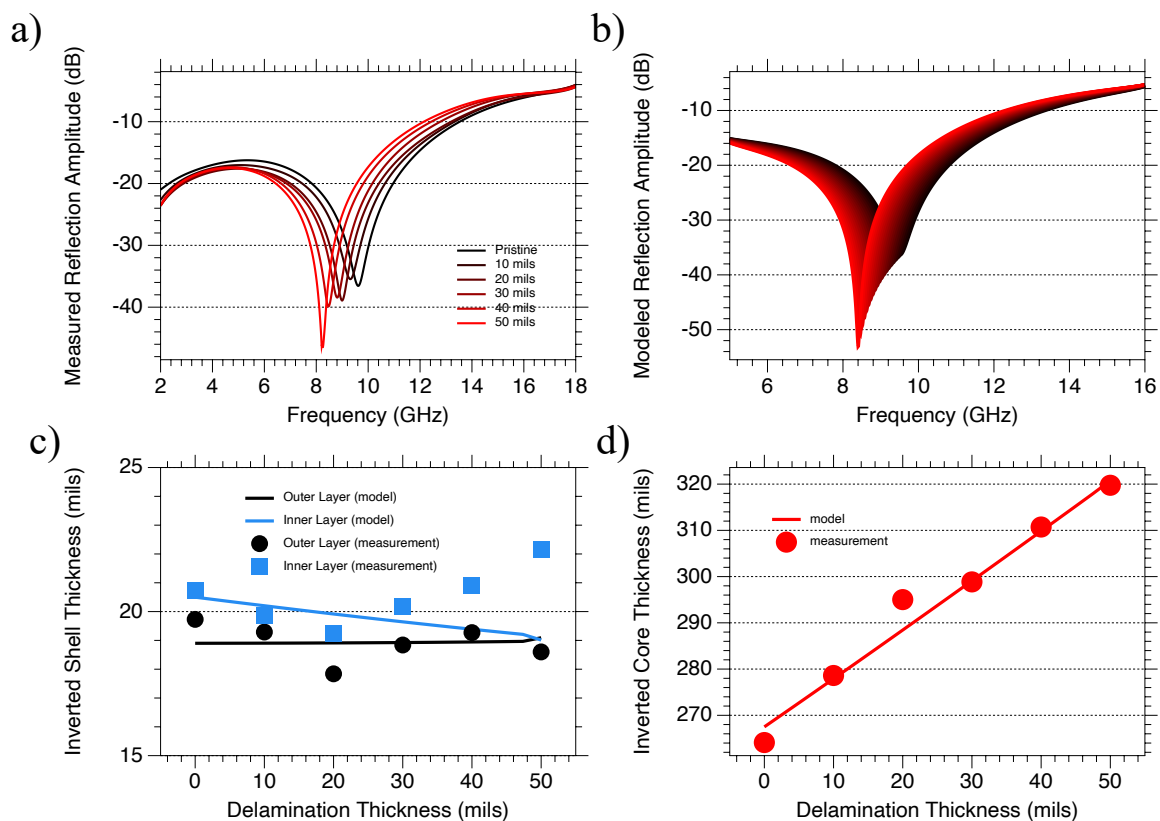 a)
Measured Reflection Amplitude (dB)
-10
-20
-30
-40
2 4 6 8 10 12 14 16 18
Frequency (GHz)
Pristine
10 mils
20 mils
30 mils
40 mils
50 mils
b)
Modeled Reflection Amplitude (dB)
-10
-20
-30
-40
-50
6 8 10 12 14 16
Frequency (GHz)
c)
Inverted Shell Thickness (mils)
25
20
15
0 10 20 30 40 50
Delamination Thickness (mils)
Outer Layer (model)
Inner Layer (model)
Outer Layer (measurement)
Inner Layer (measurement)
d)
Inverted Core Thickness (mils)
320
310
300
290
280
270
0 10 20 30 40 50
Delamination Thickness (mils)
model
measurement